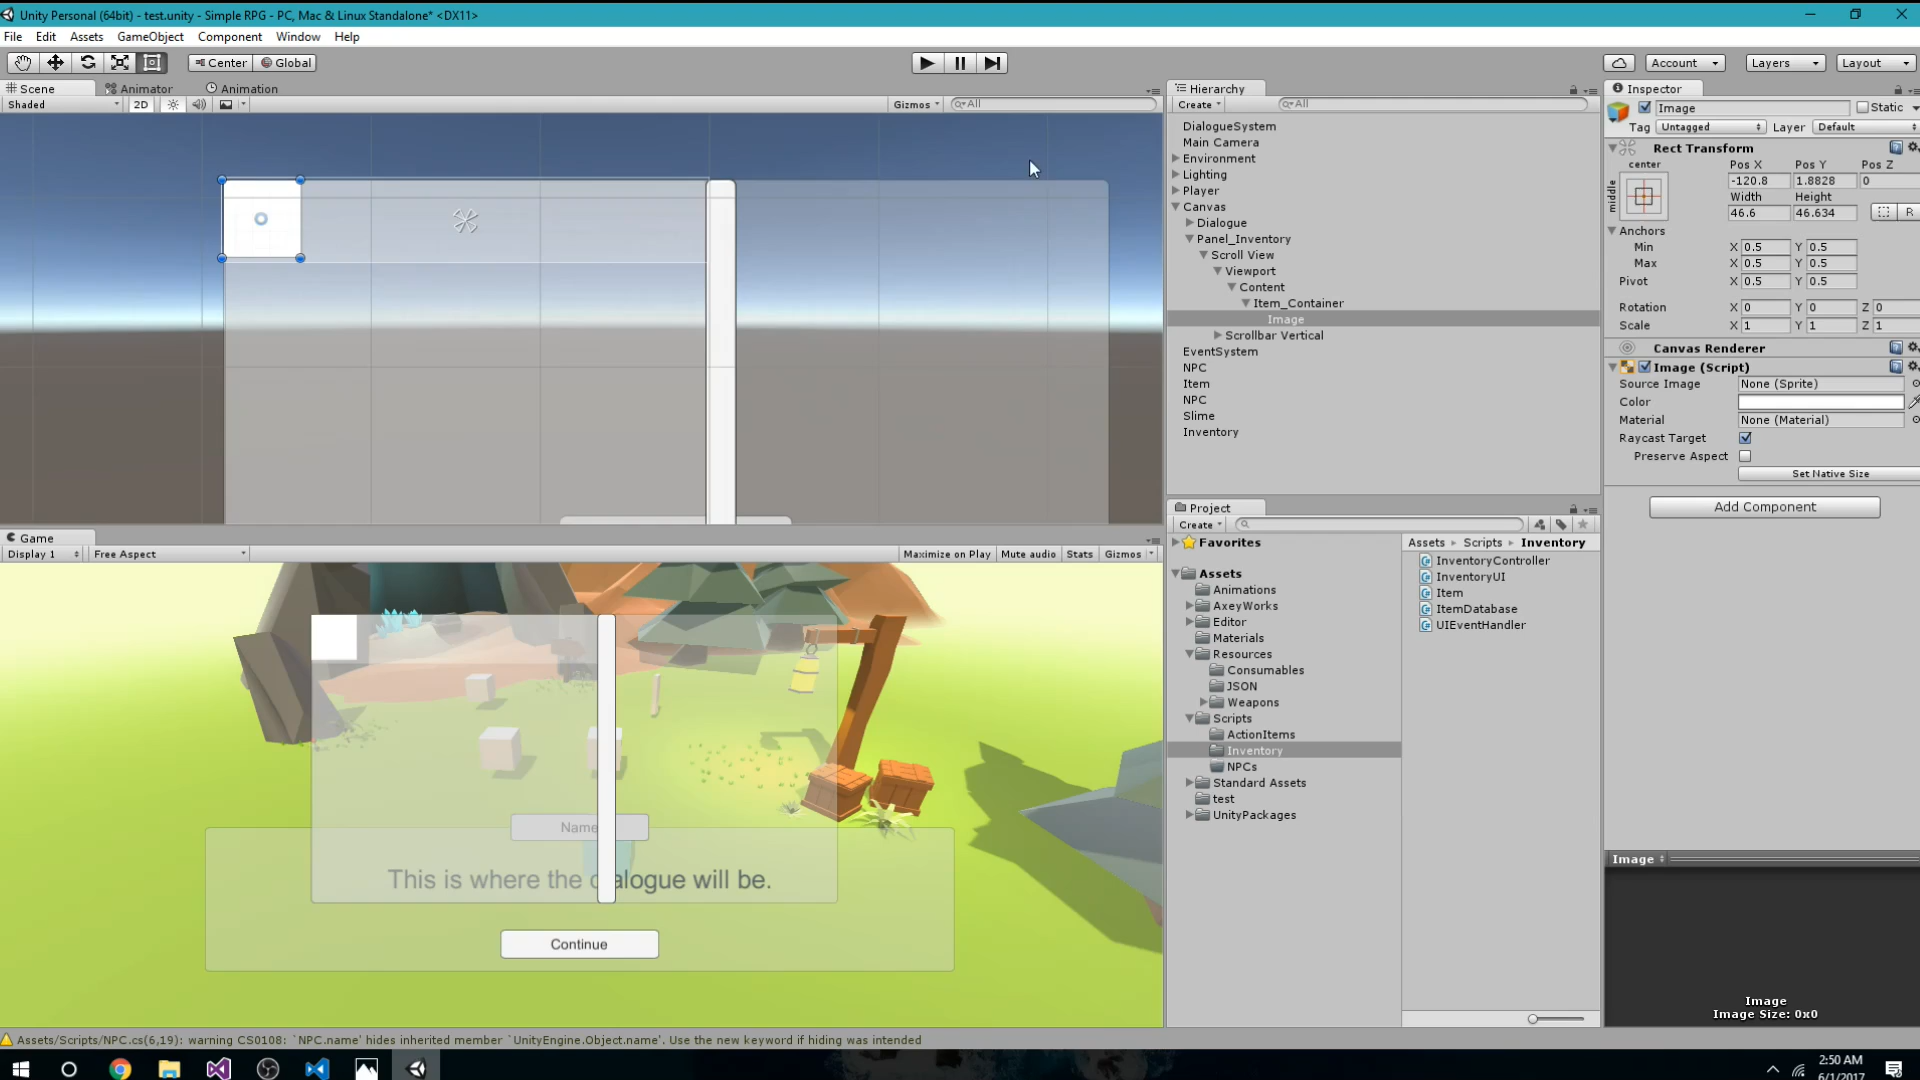 Unity Personal (64bit) - test.unity - Simple RPG - PC, Mac & Linux Standalone* <DX11>
File Edit Assets GameObject Component Window Help
Center Global
Account Layers Layout
Scene Animator Animation
Shaded 2D Gizmos All
Hierarchy
Create All
DialogueSystem
Main Camera
Environment
Lighting
Player
Canvas
Dialogue
Panel_Inventory
Scroll View
Viewport
Content
Item_Container
Image
Scrollbar Vertical
EventSystem
NPC
Item
NPC
Slime
Inventory
Inspector
Image Static
Tag Untagged Layer Default
Rect Transform
center Pos X Pos Y Pos Z
middle -120.8 1.8828 0
Width Height
46.6 46.634 R
Anchors
Min X 0.5 Y 0.5
Max X 0.5 Y 0.5
Pivot X 0.5 Y 0.5
Rotation X 0 Y 0 Z 0
Scale X 1 Y 1 Z 1
Canvas Renderer
Image (Script)
Source Image None (Sprite)
Color
Material None (Material)
Raycast Target
Preserve Aspect
Set Native Size
Add Component
Game
Display 1 Free Aspect Maximize on Play Mute audio Stats Gizmos
Name
This is where the dialogue will be.
Continue
Project
Create
Favorites
Assets
Animations
AxeyWorks
Editor
Materials
Resources
Consumables
JSON
Weapons
Scripts
ActionItems
Inventory
NPCs
Standard Assets
test
UnityPackages
Assets Scripts Inventory
InventoryController
InventoryUI
Item
ItemDatabase
UIEventHandler
Image
Image
Image Size: 0x0
Assets/Scripts/NPC.cs(6,19): warning CS0108: `NPC.name' hides inherited member `UnityEngine.Object.name'. Use the new keyword if hiding was intended
2:50 AM
6/1/2017